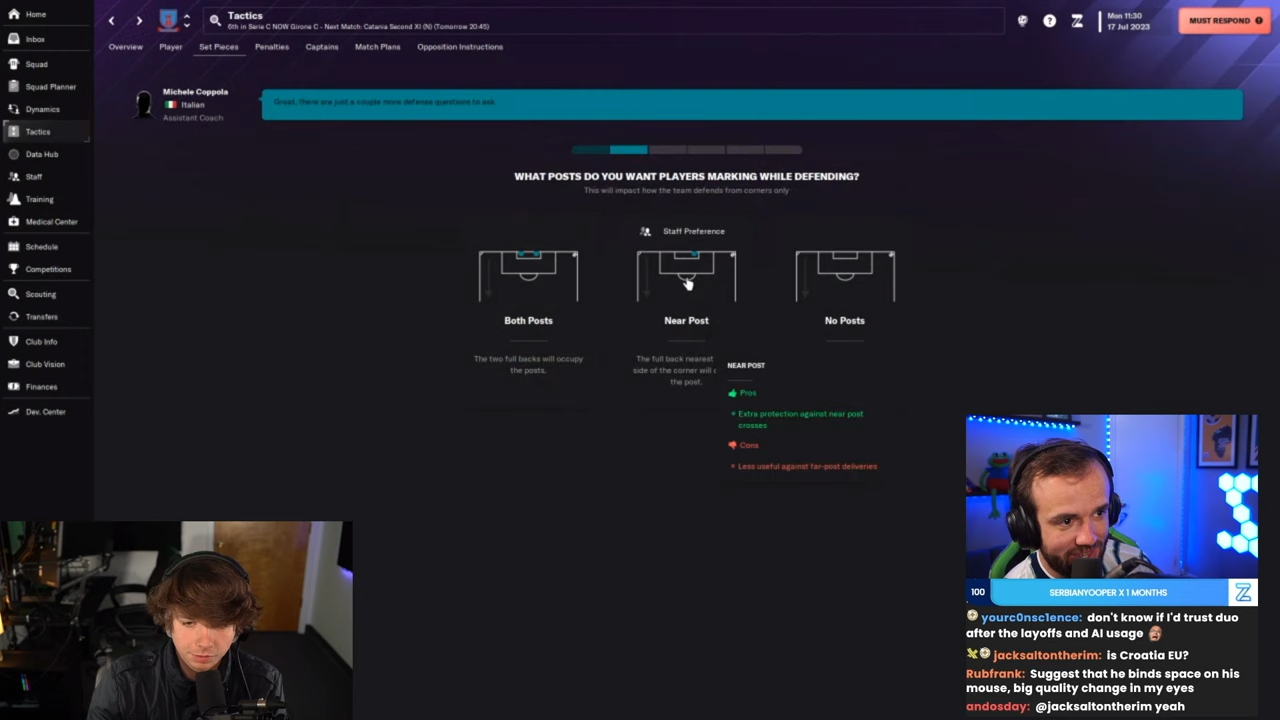 Home
Inbox
Squad
Squad Planner
Dynamics
Tactics
Data Hub
Staff
Training
Medical Center
Schedule
Competitions
Scouting
Transfers
Club Info
Club Vision
Finances
Dev. Center
Tactics
6th in Serie C NOW Girone C - Next Match: Catania Second XI (N) (Tomorrow 20:45)
Mon 11:30
17 Jul 2023
MUST RESPOND
Overview
Player
Set Pieces
Penalties
Captains
Match Plans
Opposition Instructions
Michele Coppola
Italian
Assistant Coach
Great, there are just a couple more defense questions to ask.
WHAT POSTS DO YOU WANT PLAYERS MARKING WHILE DEFENDING?
This will impact how the team defends from corners only
Staff Preference
Both Posts
The two full backs will occupy
the posts.
Near Post
The full back nearest
side of the corner will
the post.
No Posts
NEAR POST
Pros
+ Extra protection against near post
crosses
Cons
Less useful against far-post deliveries
100
SERBIANYOOPER X 1 MONTHS
Z
yourc0nsc1ence: don't know if I'd trust duo
after the layoffs and AI usage
jacksaltontherim: is Croatia EU?
Rubfrank: Suggest that he binds space on his
mouse, big quality change in my eyes
andosday: @jacksaltontherim yeah